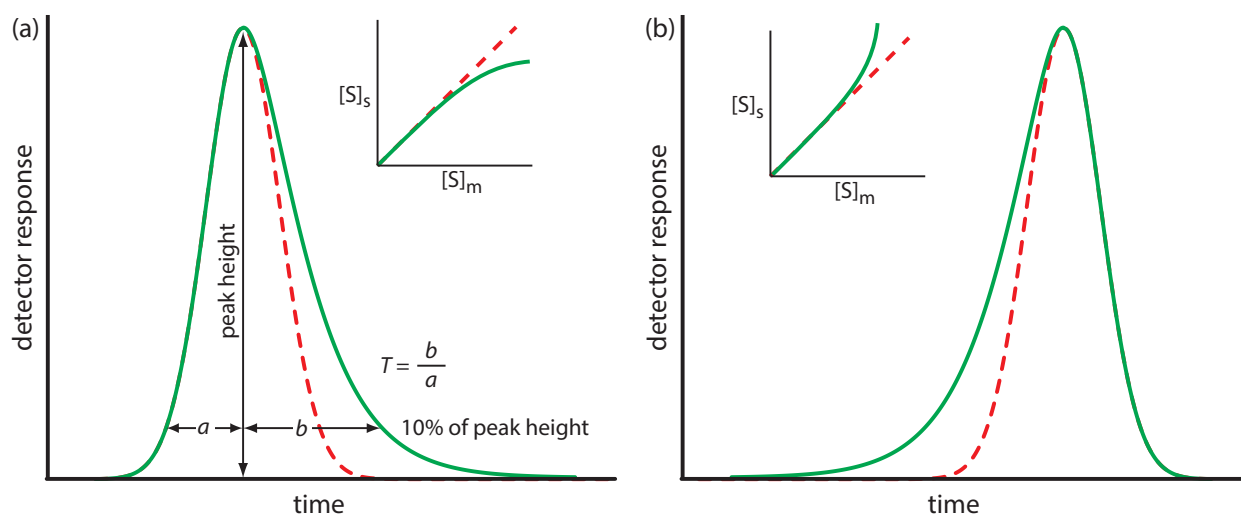 (a)
[S]s
[S]m
detector response
peak height
T = b/a
a
b
10% of peak height
time
(b)
[S]s
[S]m
detector response
time